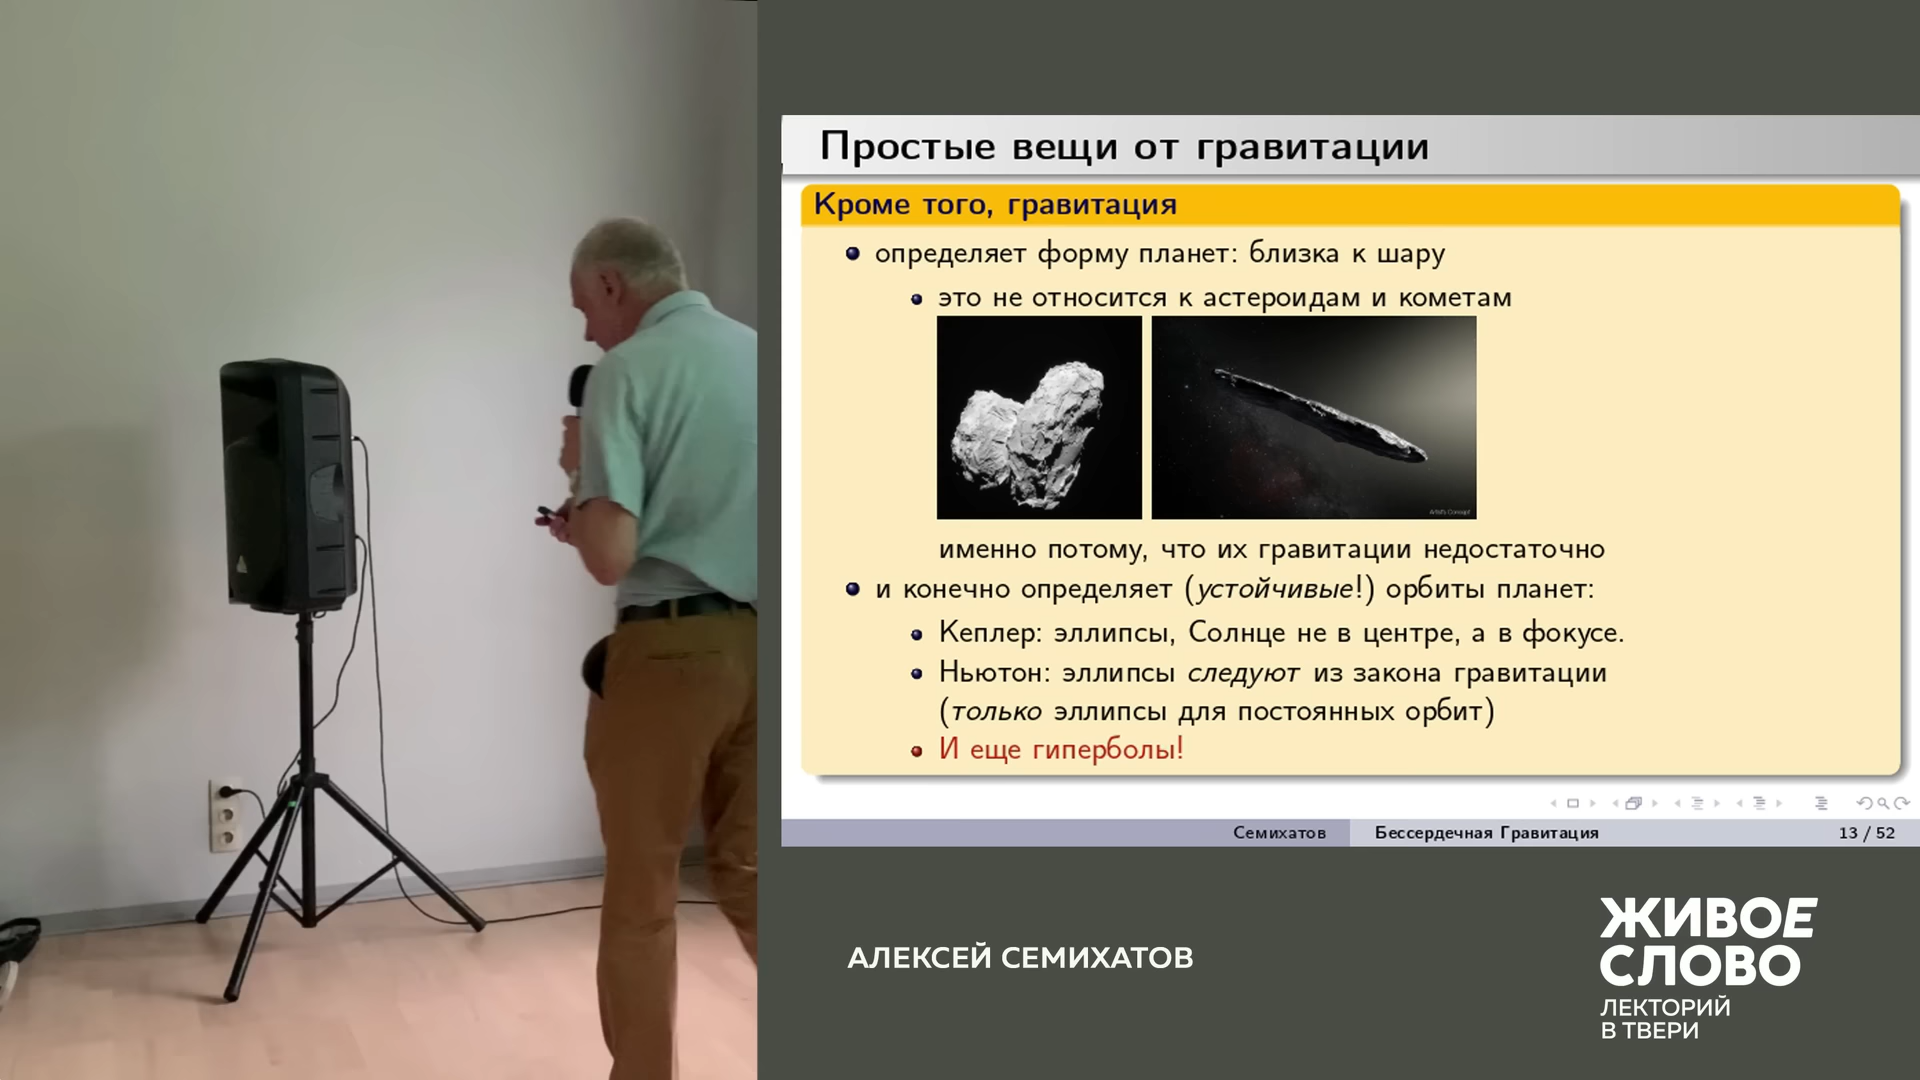 Простые вещи от гравитации
Кроме того, гравитация
определяет форму планет: близка к шару
это не относится к астероидам и кометам
Artist's Concept
именно потому, что их гравитации недостаточно
и конечно определяет (устойчивые!) орбиты планет:
Кеплер: эллипсы, Солнце не в центре, а в фокусе.
Ньютон: эллипсы следуют из закона гравитации
(только эллипсы для постоянных орбит)
И еще гиперболы!
Семихатов
Бессердечная Гравитация
13 / 52
АЛЕКСЕЙ СЕМИХАТОВ
ЖИВОЕ
СЛОВО
ЛЕКТОРИЙ
В ТВЕРИ